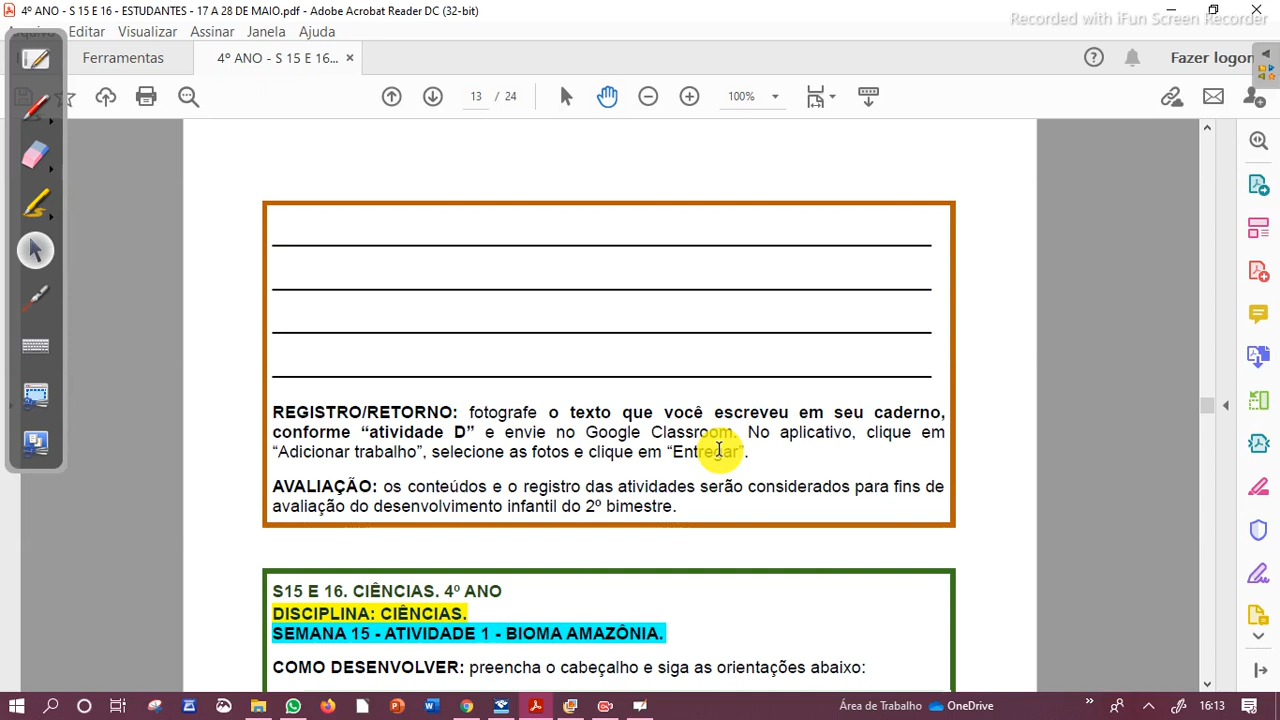 4º ANO - S 15 E 16 - ESTUDANTES - 17 A 28 DE MAIO.pdf - Adobe Acrobat Reader DC (32-bit)
Recorded with iFun Screen Recorder
Arquivo Editar Visualizar Assinar Janela Ajuda
Ferramentas 4º ANO - S 15 E 16... × Fazer logon
13 / 24 100%
REGISTRO/RETORNO: fotografe o texto que você escreveu em seu caderno,
conforme “atividade D” e envie no Google Classroom. No aplicativo, clique em
“Adicionar trabalho”, selecione as fotos e clique em “Entregar”.
AVALIAÇÃO: os conteúdos e o registro das atividades serão considerados para fins de
avaliação do desenvolvimento infantil do 2º bimestre.
S15 E 16. CIÊNCIAS. 4º ANO
DISCIPLINA: CIÊNCIAS.
SEMANA 15 - ATIVIDADE 1 - BIOMA AMAZÔNIA.
COMO DESENVOLVER: preencha o cabeçalho e siga as orientações abaixo:
Área de Trabalho OneDrive 16:13